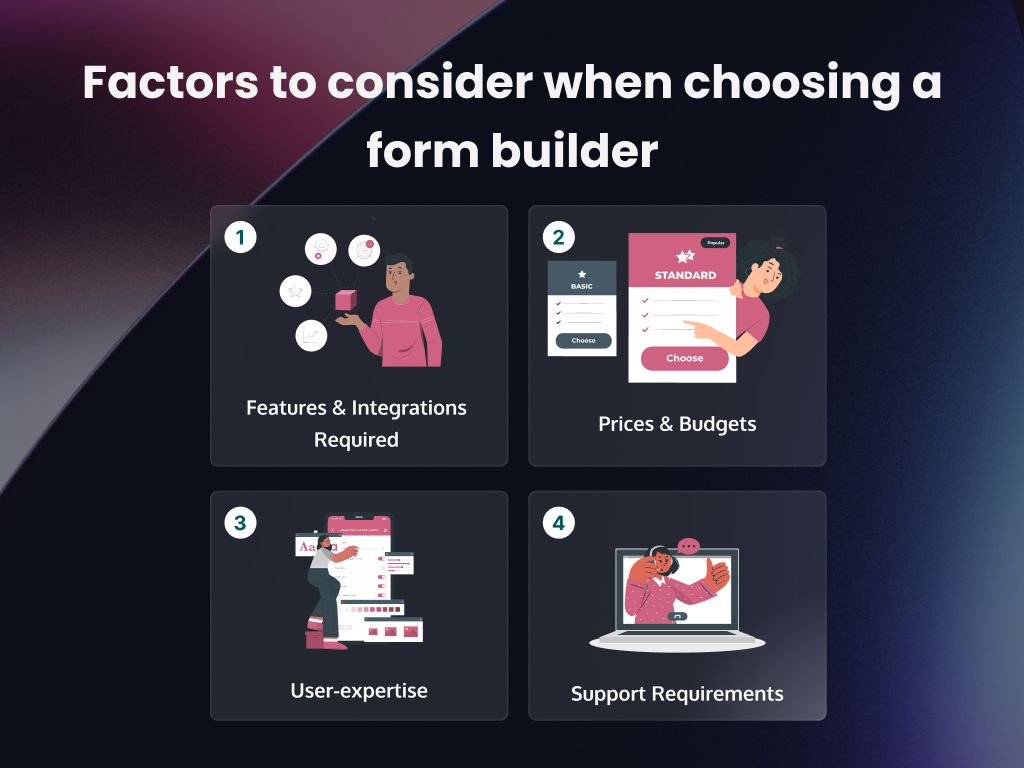 Factors to consider when choosing a
form builder
1
Features & Integrations
Required
2
BASIC
Choose
Popular
STANDARD
Choose
Prices & Budgets
3
Aa
User-expertise
4
Support Requirements